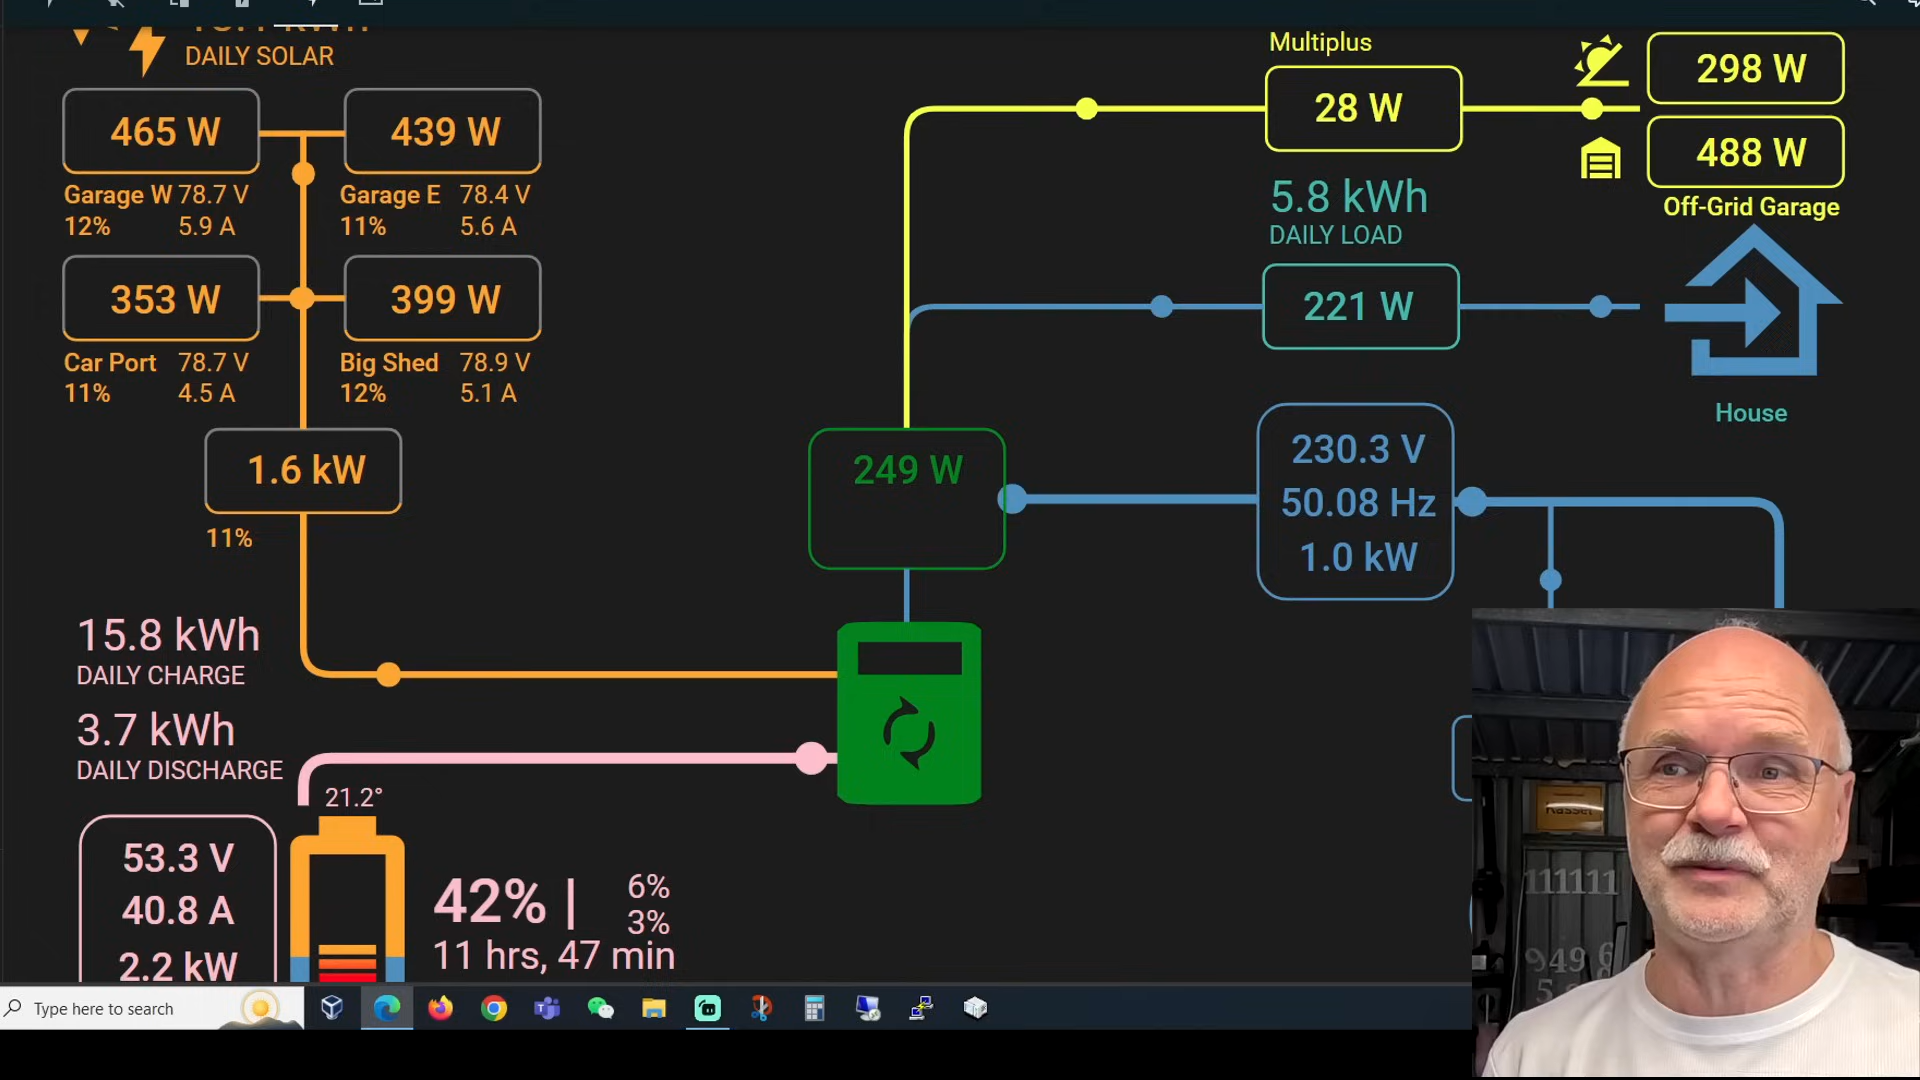 DAILY SOLAR
465 W
439 W
Garage W 78.7 V
12% 5.9 A
Garage E 78.4 V
11% 5.6 A
353 W
399 W
Car Port 78.7 V
11% 4.5 A
Big Shed 78.9 V
12% 5.1 A
1.6 kW
11%
15.8 kWh
DAILY CHARGE
3.7 kWh
DAILY DISCHARGE
21.2°
53.3 V
40.8 A
2.2 kW
42% |
6%
3%
11 hrs, 47 min
249 W
Multiplus
28 W
298 W
488 W
Off-Grid Garage
5.8 kWh
DAILY LOAD
221 W
House
230.3 V
50.08 Hz
1.0 kW
111111
Type here to search